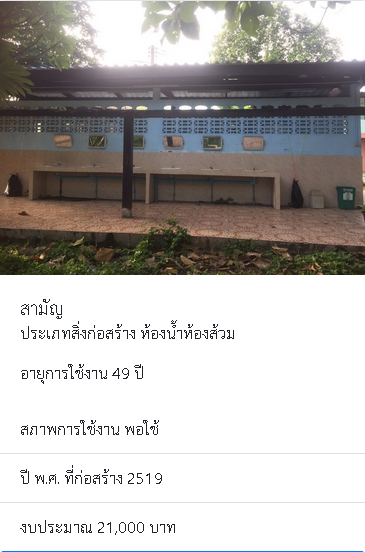 สามัญ
ประเภทสิ่งก่อสร้าง ห้องน้ำห้องส้วม
อายุการใช้งาน 49 ปี
สภาพการใช้งาน พอใช้
ปี พ.ศ. ที่ก่อสร้าง 2519
งบประมาณ 21,000 บาท